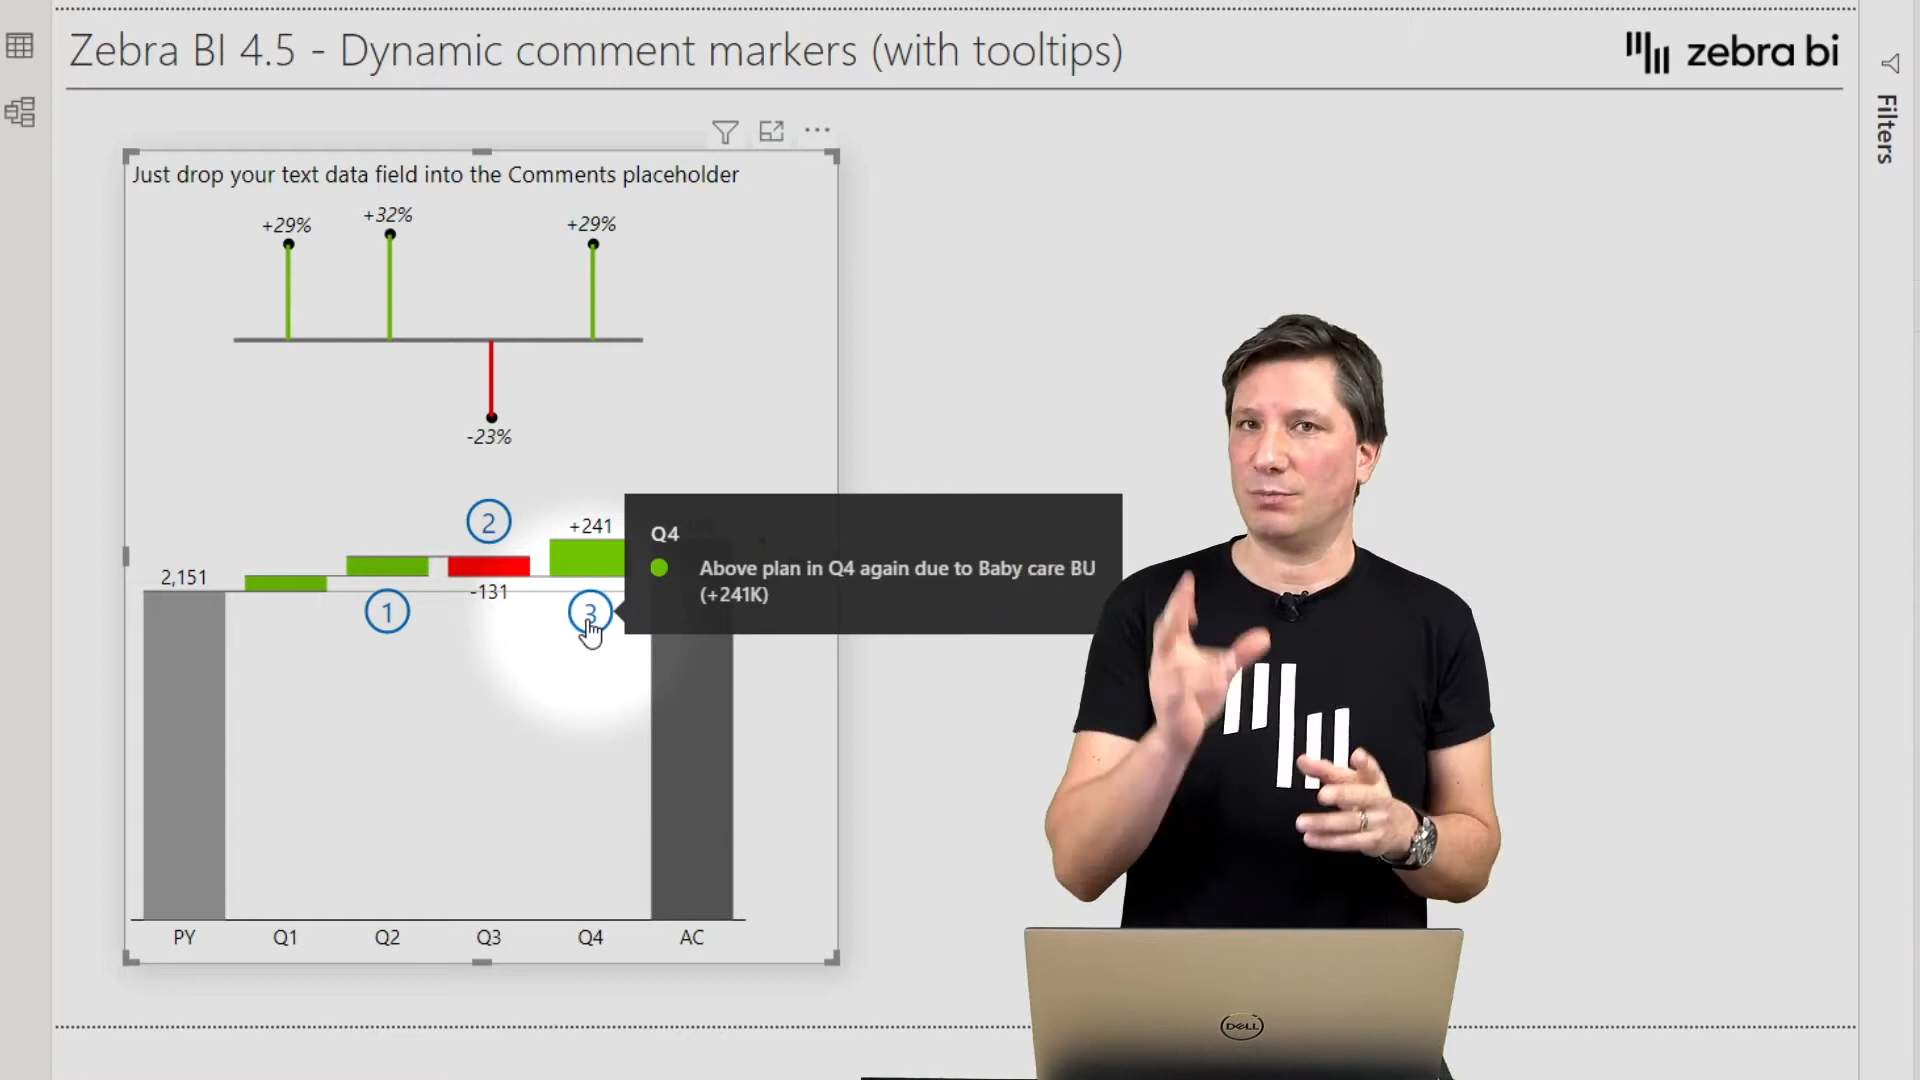 Zebra BI 4.5 - Dynamic comment markers (with tooltips)
zebra bi
Filters
Just drop your text data field into the Comments placeholder
+29%
+32%
+29%
-23%
2
+241
2,151
-131
1
3
Q4
Above plan in Q4 again due to Baby care BU
(+241K)
PY
Q1
Q2
Q3
Q4
AC
DELL